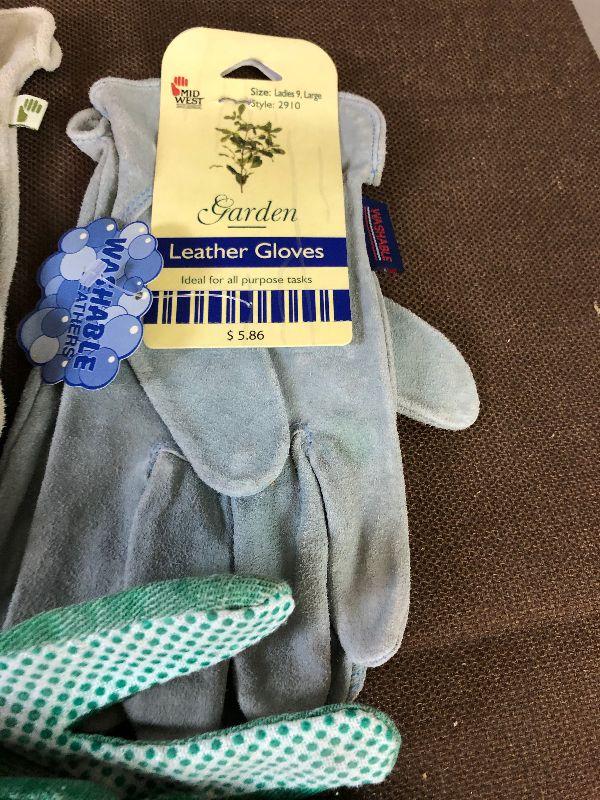 MID
WEST
Size: Ladies 9, Large
Style: 2910
Garden
Leather Gloves
Ideal for all purpose tasks
$ 5.86
WASHABLE
WASHABLE
LEATHERS